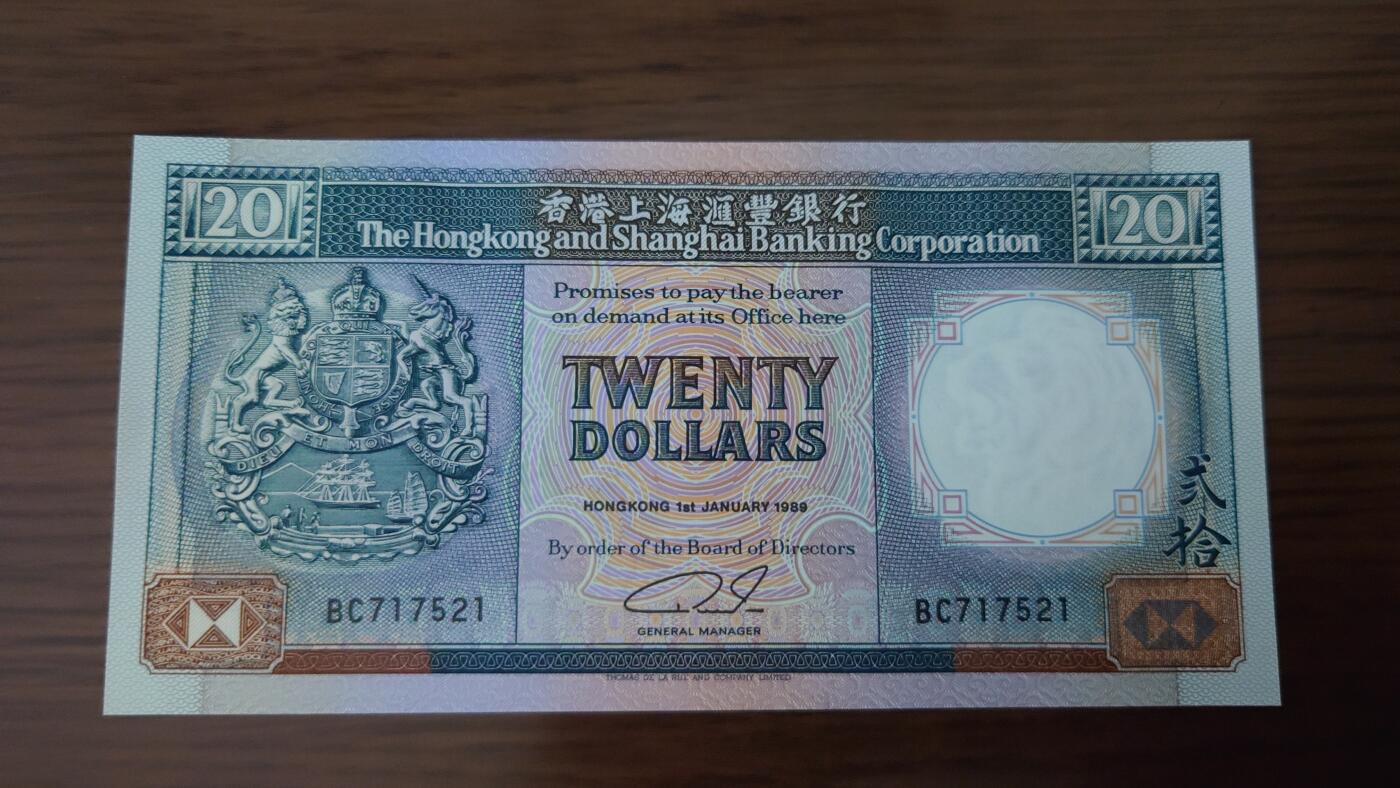 20
香港上海滙豐銀行
20
The Hongkong and Shanghai Banking Corporation
Promises to pay the bearer
on demand at its Office here
TWENTY
DOLLARS
DIEU ET MON DROIT
HONGKONG 1st JANUARY 1989
By order of the Board of Directors
貳拾
BC717521
BC717521
GENERAL MANAGER
THOMAS DE LA RUE AND COMPANY LIMITED